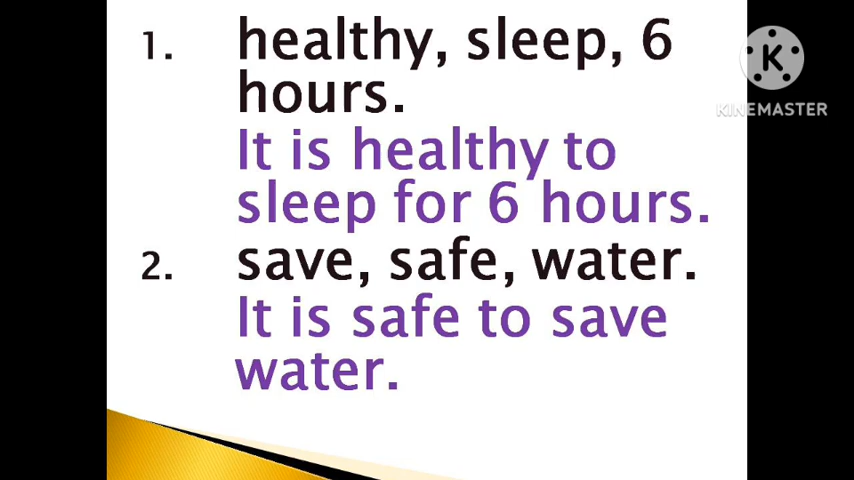 1. healthy, sleep, 6
hours.
It is healthy to
sleep for 6 hours.
2. save, safe, water.
It is safe to save
water.
K
KINEMASTER